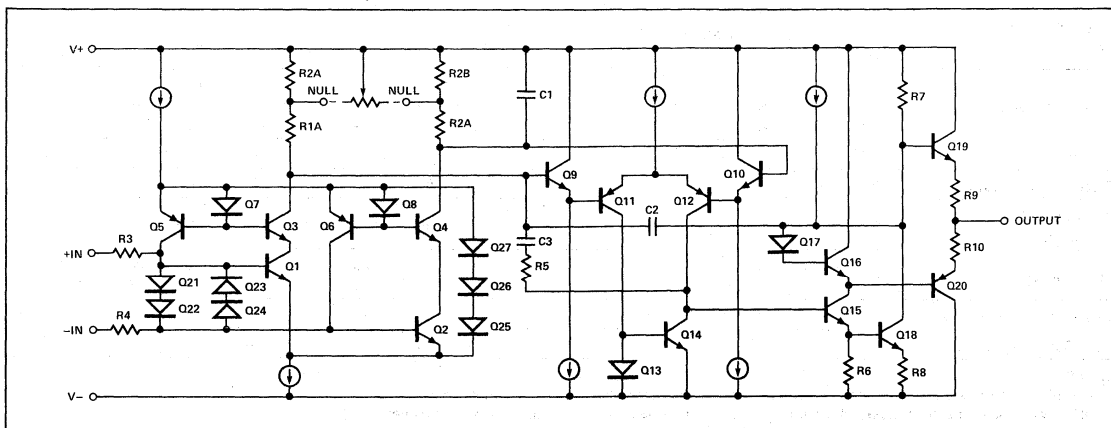 V+
R2A
NULL
NULL
R2B
R1A
R2A
C1
R7
Q19
Q9
Q10
Q11
Q12
R9
OUTPUT
Q7
Q8
Q5
Q3
Q6
Q4
C2
C3
R5
Q17
Q16
R10
Q20
R3
+IN
Q21
Q23
Q1
Q27
Q26
Q22
Q24
Q25
R4
-IN
Q2
Q15
Q18
Q14
Q13
R6
R8
V-